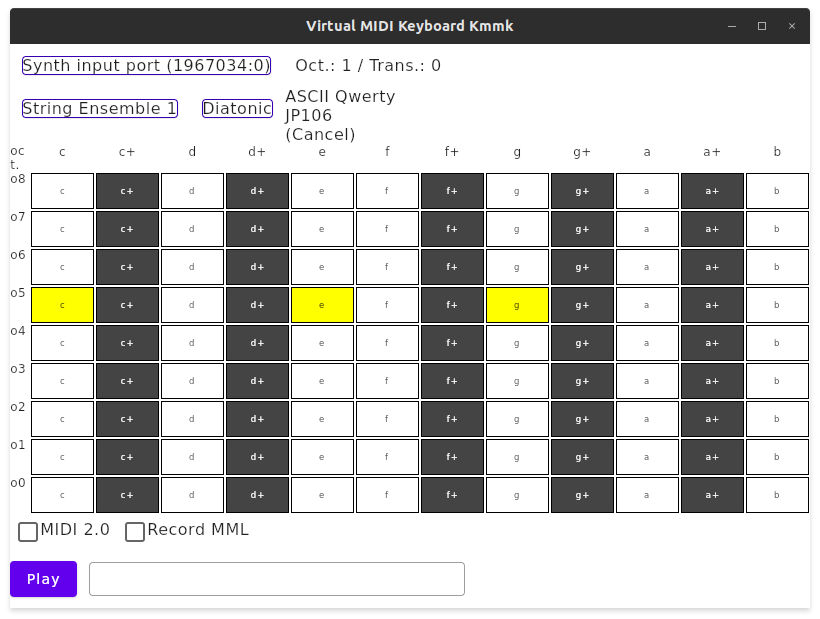 Virtual MIDI Keyboard Kmmk
Synth input port (1967034:0) Oct.: 1 / Trans.: 0
String Ensemble 1 Diatonic
ASCII Qwerty
JP106
(Cancel)
oc
t. c c+ d d+ e f f+ g g+ a a+ b
o8 c c+ d d+ e f f+ g g+ a a+ b
o7 c c+ d d+ e f f+ g g+ a a+ b
o6 c c+ d d+ e f f+ g g+ a a+ b
o5 c c+ d d+ e f f+ g g+ a a+ b
o4 c c+ d d+ e f f+ g g+ a a+ b
o3 c c+ d d+ e f f+ g g+ a a+ b
o2 c c+ d d+ e f f+ g g+ a a+ b
o1 c c+ d d+ e f f+ g g+ a a+ b
o0 c c+ d d+ e f f+ g g+ a a+ b
MIDI 2.0 Record MML
Play